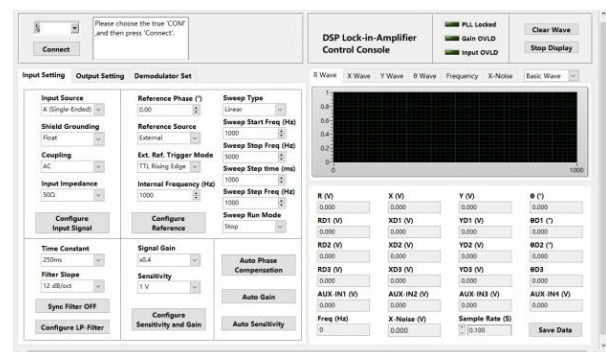 Please choose the true 'COM'
,and then press 'Connect'.
Connect
DSP Lock-in-Amplifier
Control Console
PLL Locked
Gain OVLD
Input OVLD
Clear Wave
Stop Display
Input Setting Output Setting Demodulator Set
Input Source
A (Single-Ended)
Shield Grounding
Float
Coupling
AC
Input Impedance
50Ω
Configure
Input Signal
Reference Phase (°)
0.00
Reference Source
External
Ext. Ref. Trigger Mode
TTL Rising Edge
Internal Frequency (Hz)
1000
Configure
Reference
Sweep Type
Linear
Sweep Start Freq (Hz)
1000
Sweep Stop Freq (Hz)
5000
Sweep Step time (ms)
1000
Sweep Step Freq (Hz)
1000
Sweep Run Mode
Stop
Time Constant
250ms
Filter Slope
12 dB/oct
Sync Filter OFF
Configure LP-Filter
Signal Gain
x0.4
Sensitivity
1 V
Configure
Sensitivity and Gain
Auto Phase
Compensation
Auto Gain
Auto Sensitivity
R Wave X Wave Y Wave θ Wave Frequency X-Noise Basic Wave
1
0.8
0.6
0.4
0.2
0
0 1000
R (V) X (V) Y (V) θ (°)
0.000 0.000 0.000 0.000
RD1 (V) XD1 (V) YD1 (V) θD1 (°)
0.000 0.000 0.000 0.000
RD2 (V) XD2 (V) YD2 (V) θD2 (°)
0.000 0.000 0.000 0.000
RD3 (V) XD3 (V) YD3 (V) θD3
0.000 0.000 0.000 0.000
AUX-IN1 (V) AUX-IN2 (V) AUX-IN3 (V) AUX-IN4 (V)
0.000 0.000 0.000 0.000
Freq (Hz) X-Noise (V) Sample Rate (S)
0 0.000 0.100 Save Data